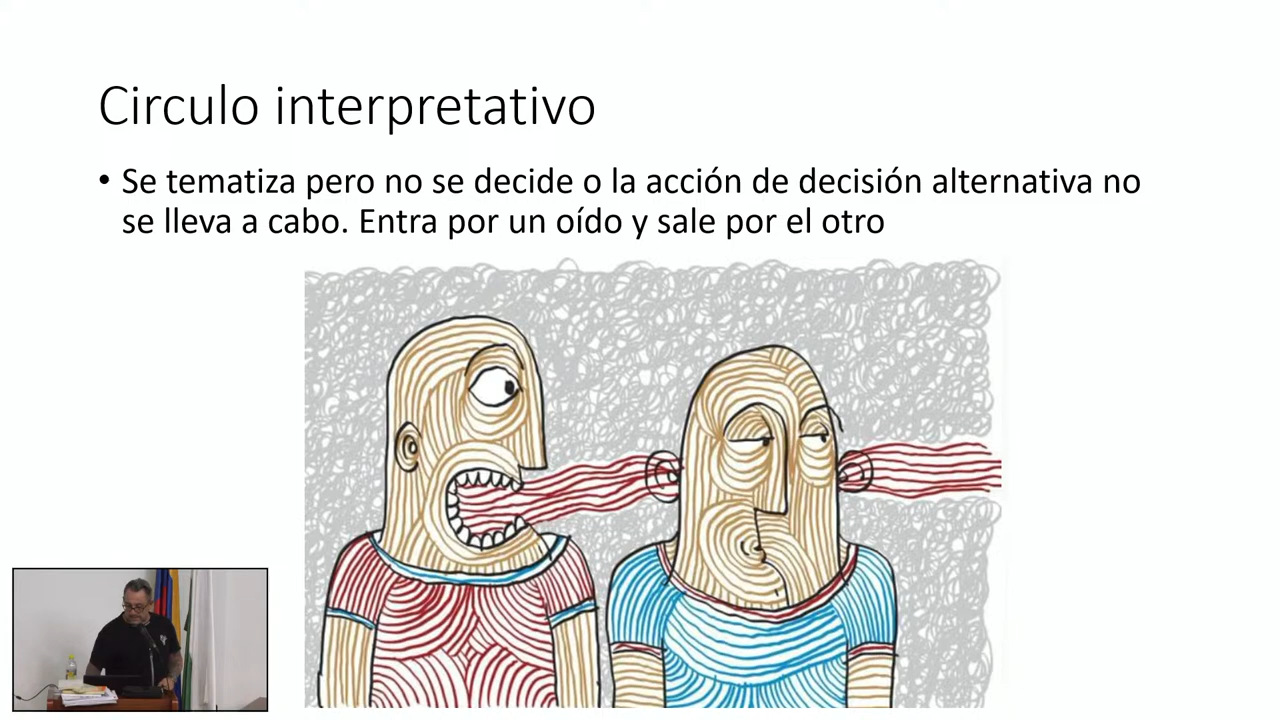 Circulo interpretativo
• Se tematiza pero no se decide o la acción de decisión alternativa no
se lleva a cabo. Entra por un oído y sale por el otro